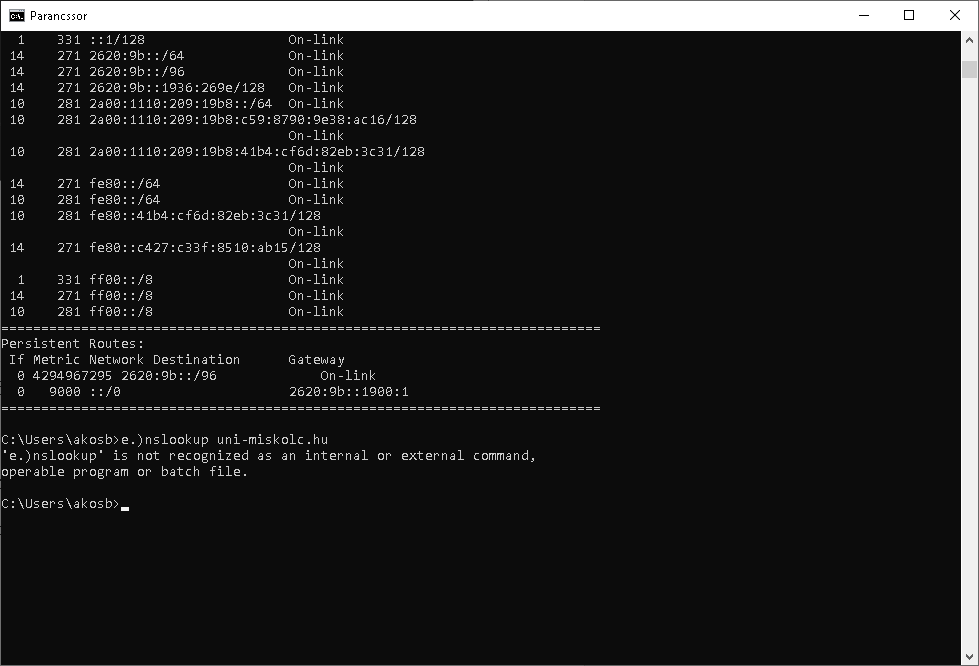 Parancssor
  1    331 ::1/128                  On-link
 14    271 2620:9b::/64             On-link
 14    271 2620:9b::/96             On-link
 14    271 2620:9b::1936:269e/128   On-link
 10    281 2a00:1110:209:19b8::/64  On-link
 10    281 2a00:1110:209:19b8:c59:8790:9e38:ac16/128
                                    On-link
 10    281 2a00:1110:209:19b8:41b4:cf6d:82eb:3c31/128
                                    On-link
 14    271 fe80::/64                On-link
 10    281 fe80::/64                On-link
 10    281 fe80::41b4:cf6d:82eb:3c31/128
                                    On-link
 14    271 fe80::c427:c33f:8510:ab15/128
                                    On-link
  1    331 ff00::/8                 On-link
 14    271 ff00::/8                 On-link
 10    281 ff00::/8                 On-link
===========================================================================
Persistent Routes:
 If Metric Network Destination      Gateway
  0 4294967295 2620:9b::/96             On-link
  0   9000 ::/0                     2620:9b::1900:1
===========================================================================
C:\Users\akosb>e.)nslookup uni-miskolc.hu
'e.)nslookup' is not recognized as an internal or external command,
operable program or batch file.
C:\Users\akosb>